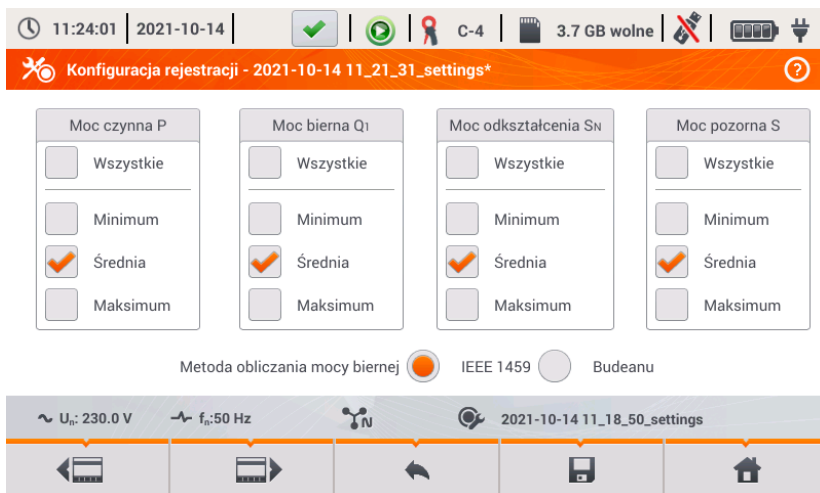 11:24:01 2021-10-14 C-4 3.7 GB wolne
Konfiguracja rejestracji - 2021-10-14 11_21_31_settings* ?
Moc czynna P
Wszystkie
Minimum
Średnia
Maksimum
Moc bierna Q1
Wszystkie
Minimum
Średnia
Maksimum
Moc odkształcenia SN
Wszystkie
Minimum
Średnia
Maksimum
Moc pozorna S
Wszystkie
Minimum
Średnia
Maksimum
Metoda obliczania mocy biernej IEEE 1459 Budeanu
Un: 230.0 V fn:50 Hz N 2021-10-14 11_18_50_settings